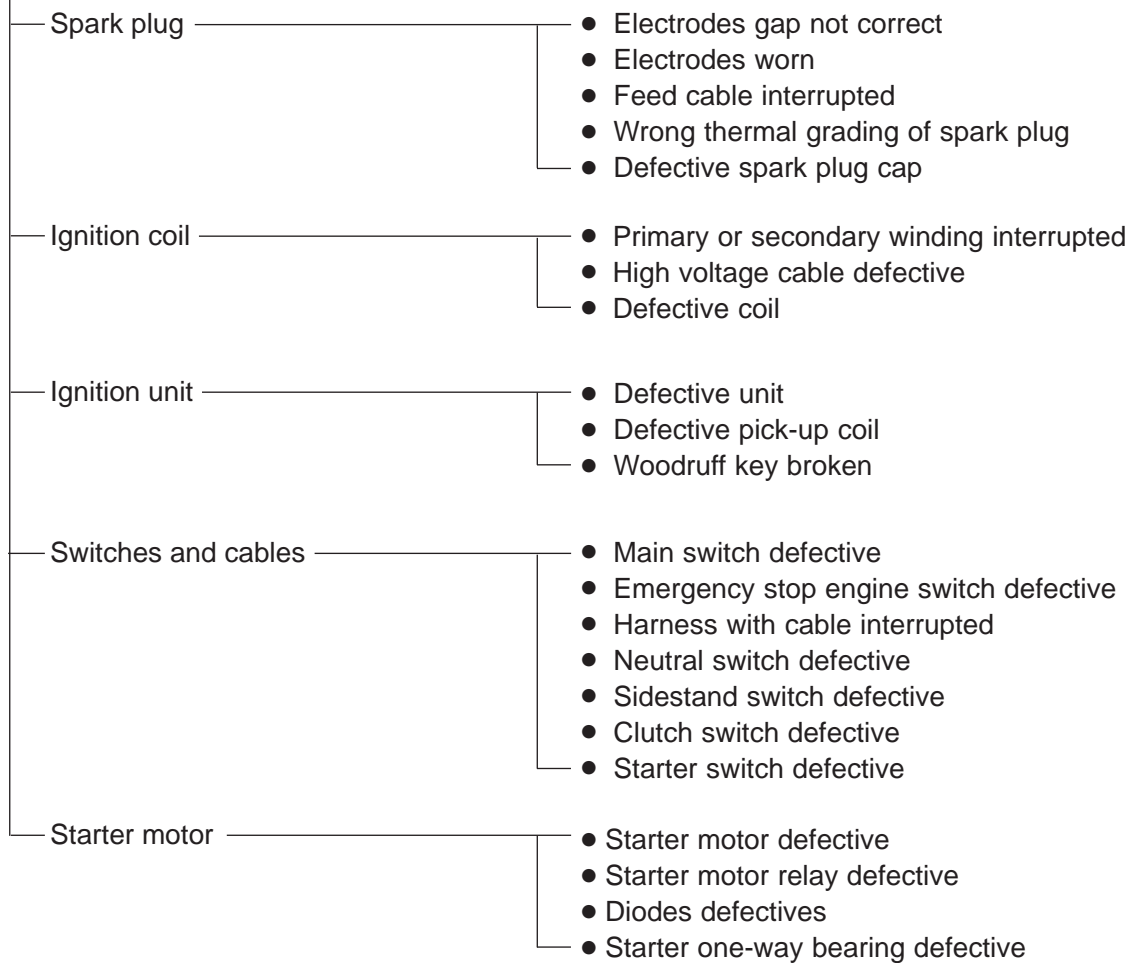 Spark plug
● Electrodes gap not correct
● Electrodes worn
● Feed cable interrupted
● Wrong thermal grading of spark plug
● Defective spark plug cap
Ignition coil
● Primary or secondary winding interrupted
● High voltage cable defective
● Defective coil
Ignition unit
● Defective unit
● Defective pick-up coil
● Woodruff key broken
Switches and cables
● Main switch defective
● Emergency stop engine switch defective
● Harness with cable interrupted
● Neutral switch defective
● Sidestand switch defective
● Clutch switch defective
● Starter switch defective
Starter motor
● Starter motor defective
● Starter motor relay defective
● Diodes defectives
● Starter one-way bearing defective